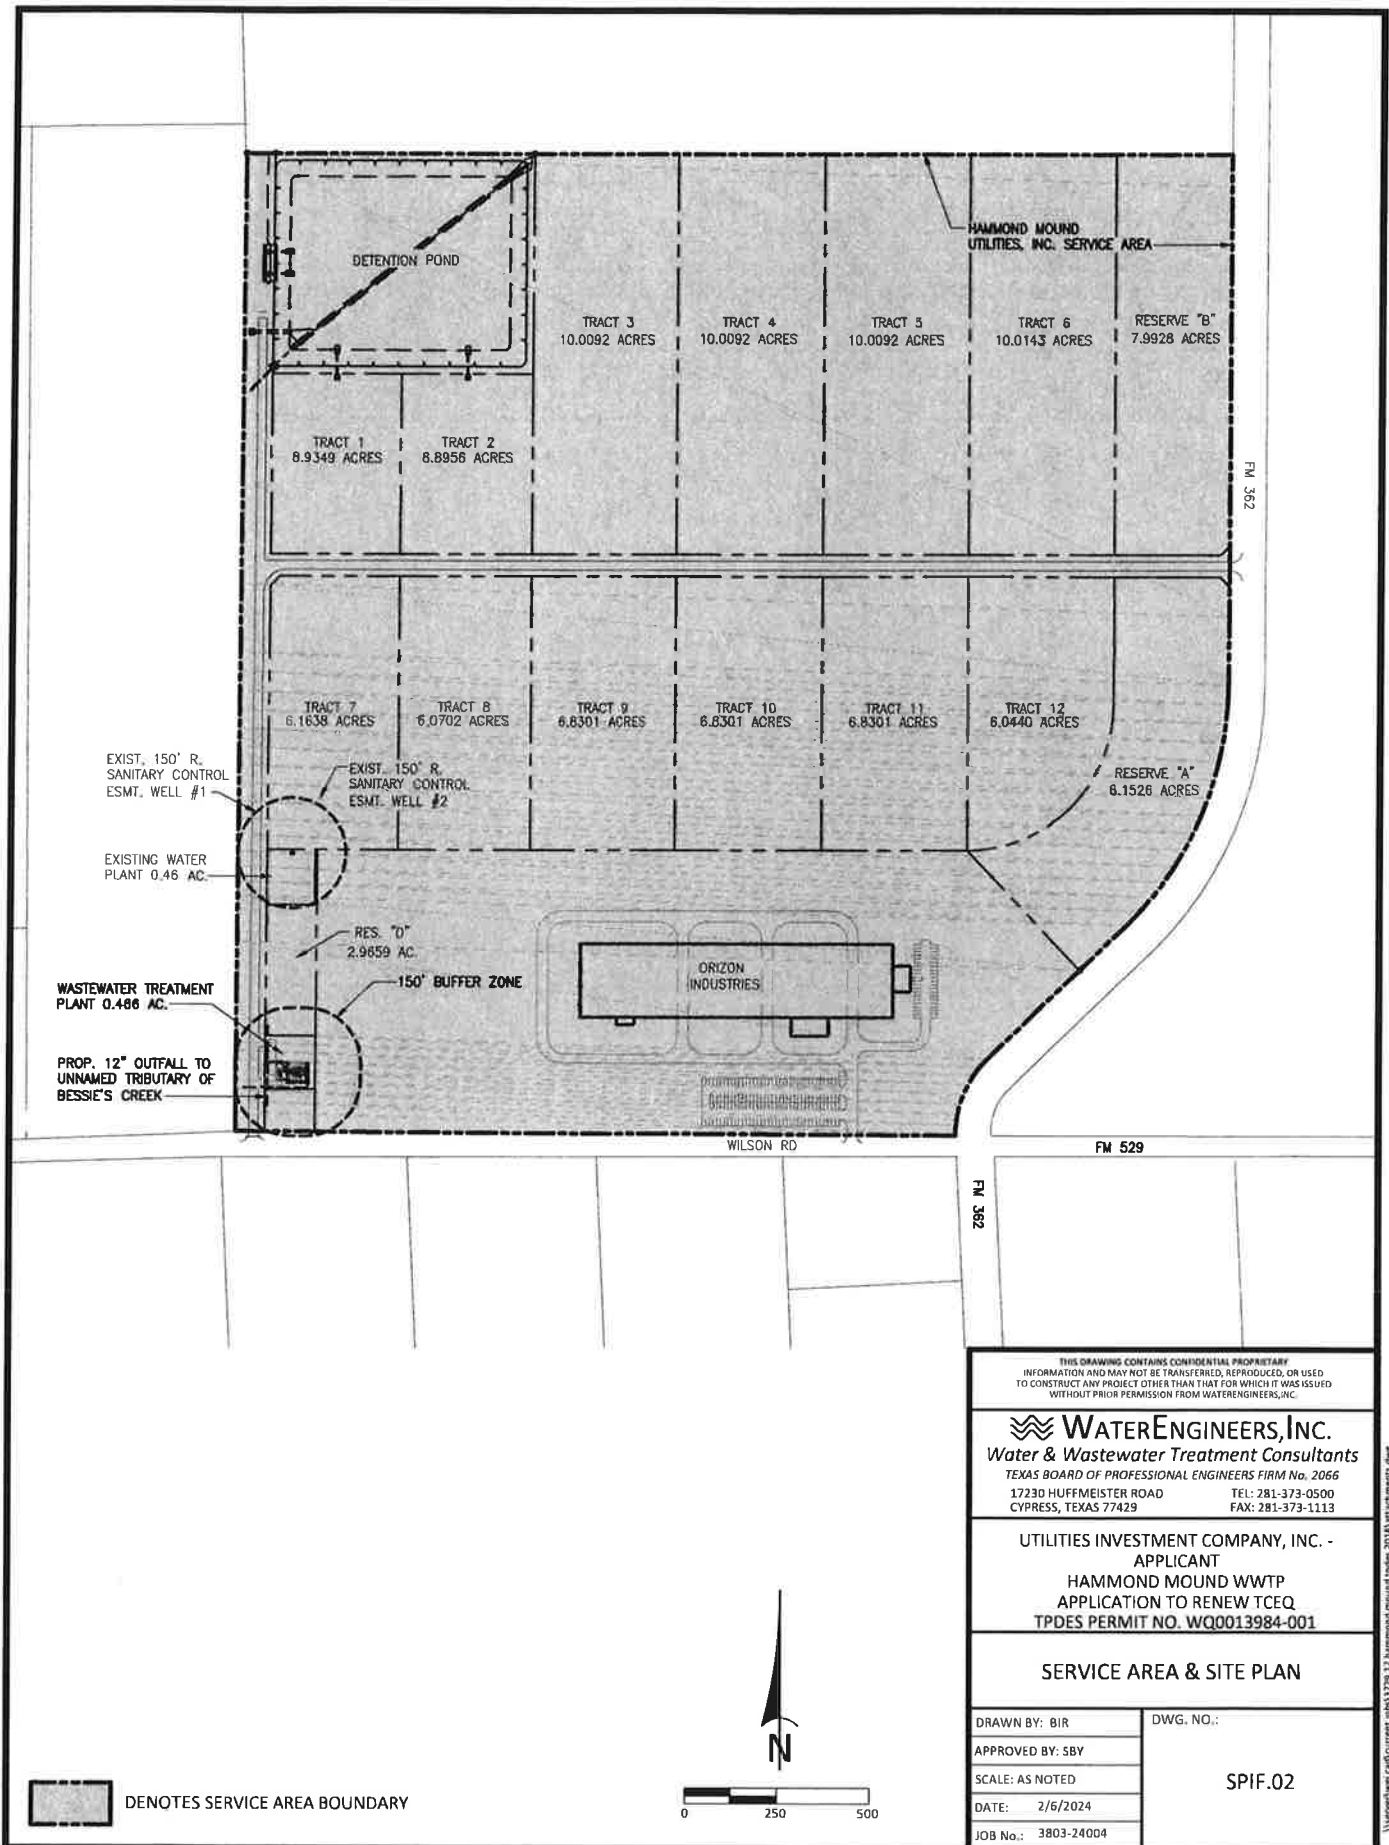 HAMMOND MOUND
UTILITIES, INC. SERVICE AREA
DETENTION POND
TRACT 3
10.0092 ACRES
TRACT 4
10.0092 ACRES
TRACT 5
10.0092 ACRES
TRACT 6
10.0143 ACRES
RESERVE "B"
7.9928 ACRES
TRACT 1
8.9349 ACRES
TRACT 2
8.8956 ACRES
FM 362
TRACT 7
6.1638 ACRES
TRACT 8
6.0702 ACRES
TRACT 9
6.8301 ACRES
TRACT 10
6.8301 ACRES
TRACT 11
6.8301 ACRES
TRACT 12
6.0440 ACRES
RESERVE "A"
6.1526 ACRES
EXIST. 150' R.
SANITARY CONTROL
ESMT. WELL #1
EXIST. 150' R.
SANITARY CONTROL
ESMT. WELL #2
EXISTING WATER
PLANT 0.46 AC.
RES. "D"
2.9659 AC.
150' BUFFER ZONE
ORIZON
INDUSTRIES
WASTEWATER TREATMENT
PLANT 0.466 AC.
PROP. 12" OUTFALL TO
UNNAMED TRIBUTARY OF
BESSIE'S CREEK
WILSON RD
FM 529
FM 362
THIS DRAWING CONTAINS CONFIDENTIAL PROPRIETARY
INFORMATION AND MAY NOT BE TRANSFERRED, REPRODUCED, OR USED
TO CONSTRUCT ANY PROJECT OTHER THAN THAT FOR WHICH IT WAS ISSUED
WITHOUT PRIOR PERMISSION FROM WATERENGINEERS,INC.
WATERENGINEERS,INC.
Water & Wastewater Treatment Consultants
TEXAS BOARD OF PROFESSIONAL ENGINEERS FIRM No. 2066
17230 HUFFMEISTER ROAD TEL: 281-373-0500
CYPRESS, TEXAS 77429 FAX: 281-373-1113
UTILITIES INVESTMENT COMPANY, INC. -
APPLICANT
HAMMOND MOUND WWTP
APPLICATION TO RENEW TCEQ
TPDES PERMIT NO. WQ0013984-001
SERVICE AREA & SITE PLAN
DRAWN BY: BIR
APPROVED BY: SBY
SCALE: AS NOTED
DATE: 2/6/2024
JOB No.: 3803-24004
DWG. NO.:
SPIF.02
N
0 250 500
DENOTES SERVICE AREA BOUNDARY